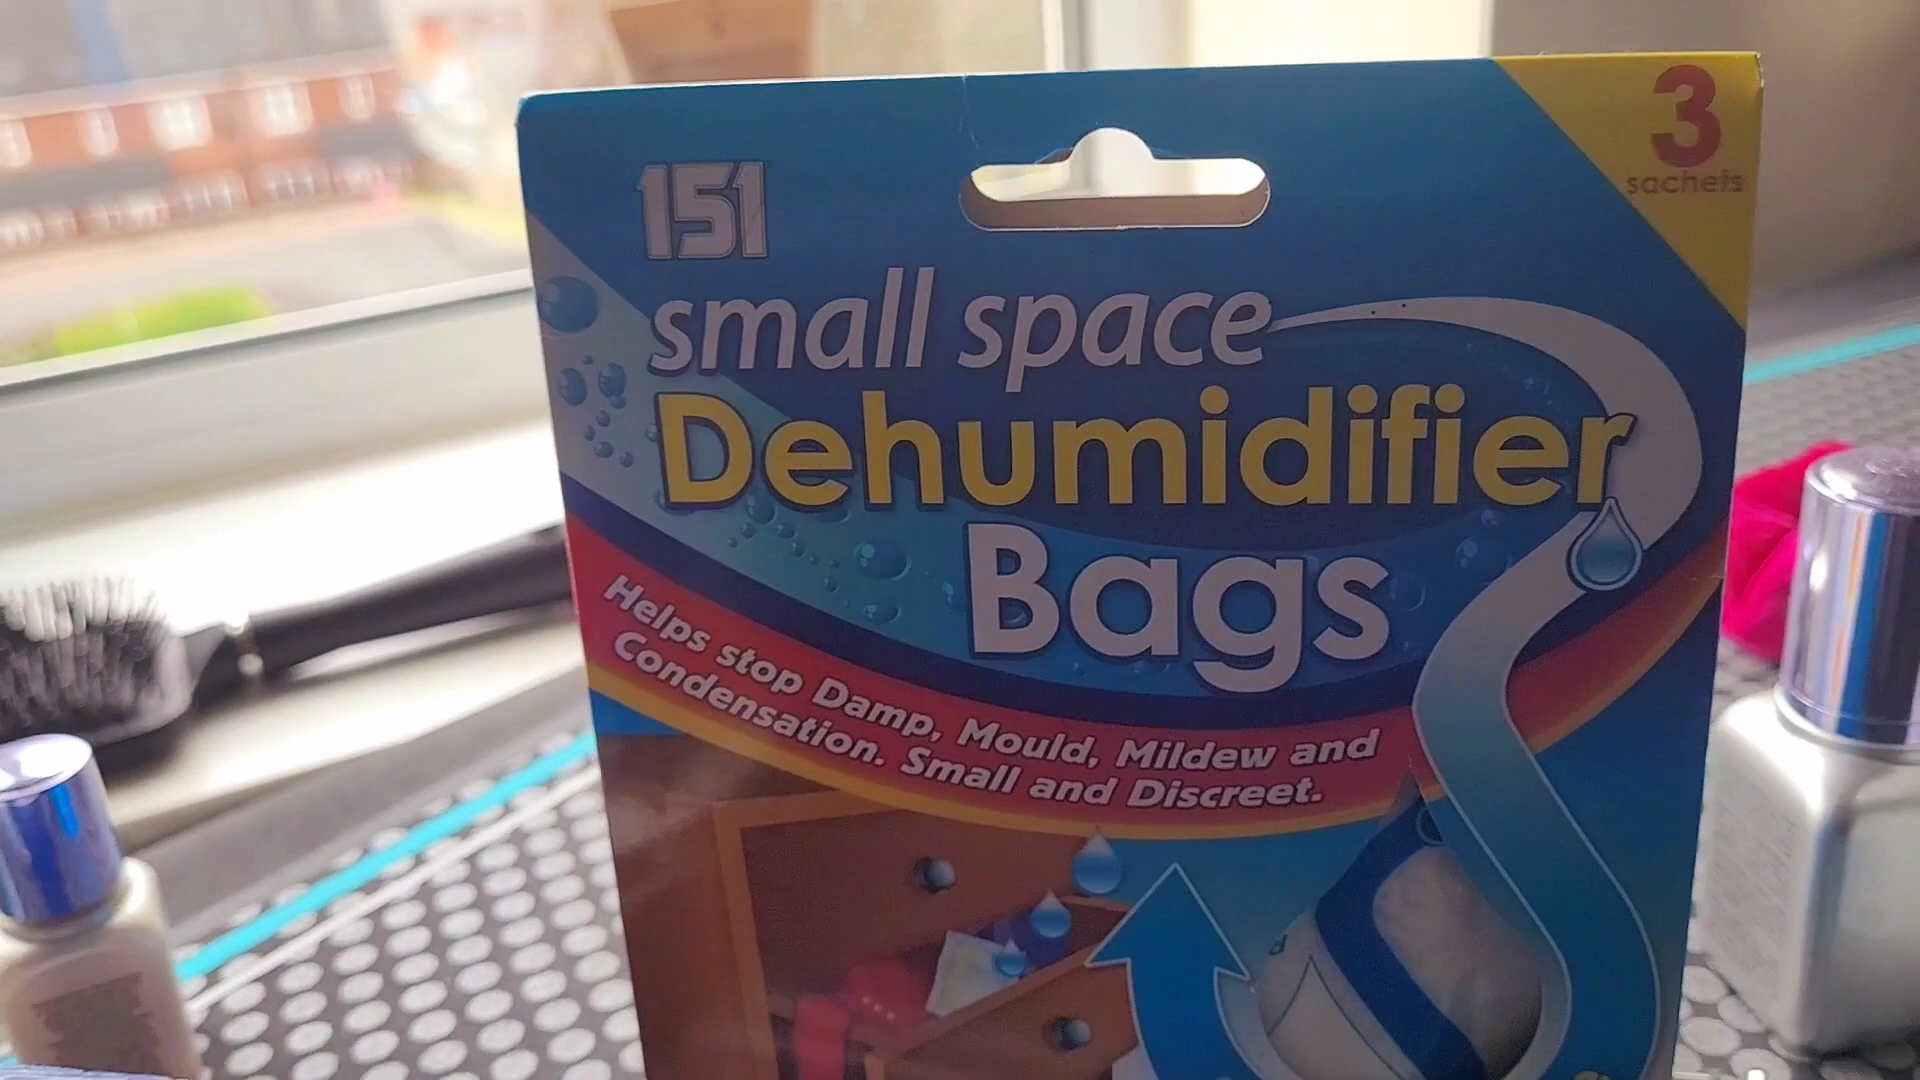 3
sachets
151
small space
Dehumidifier
Bags
Helps stop Damp, Mould, Mildew and
Condensation. Small and Discreet.